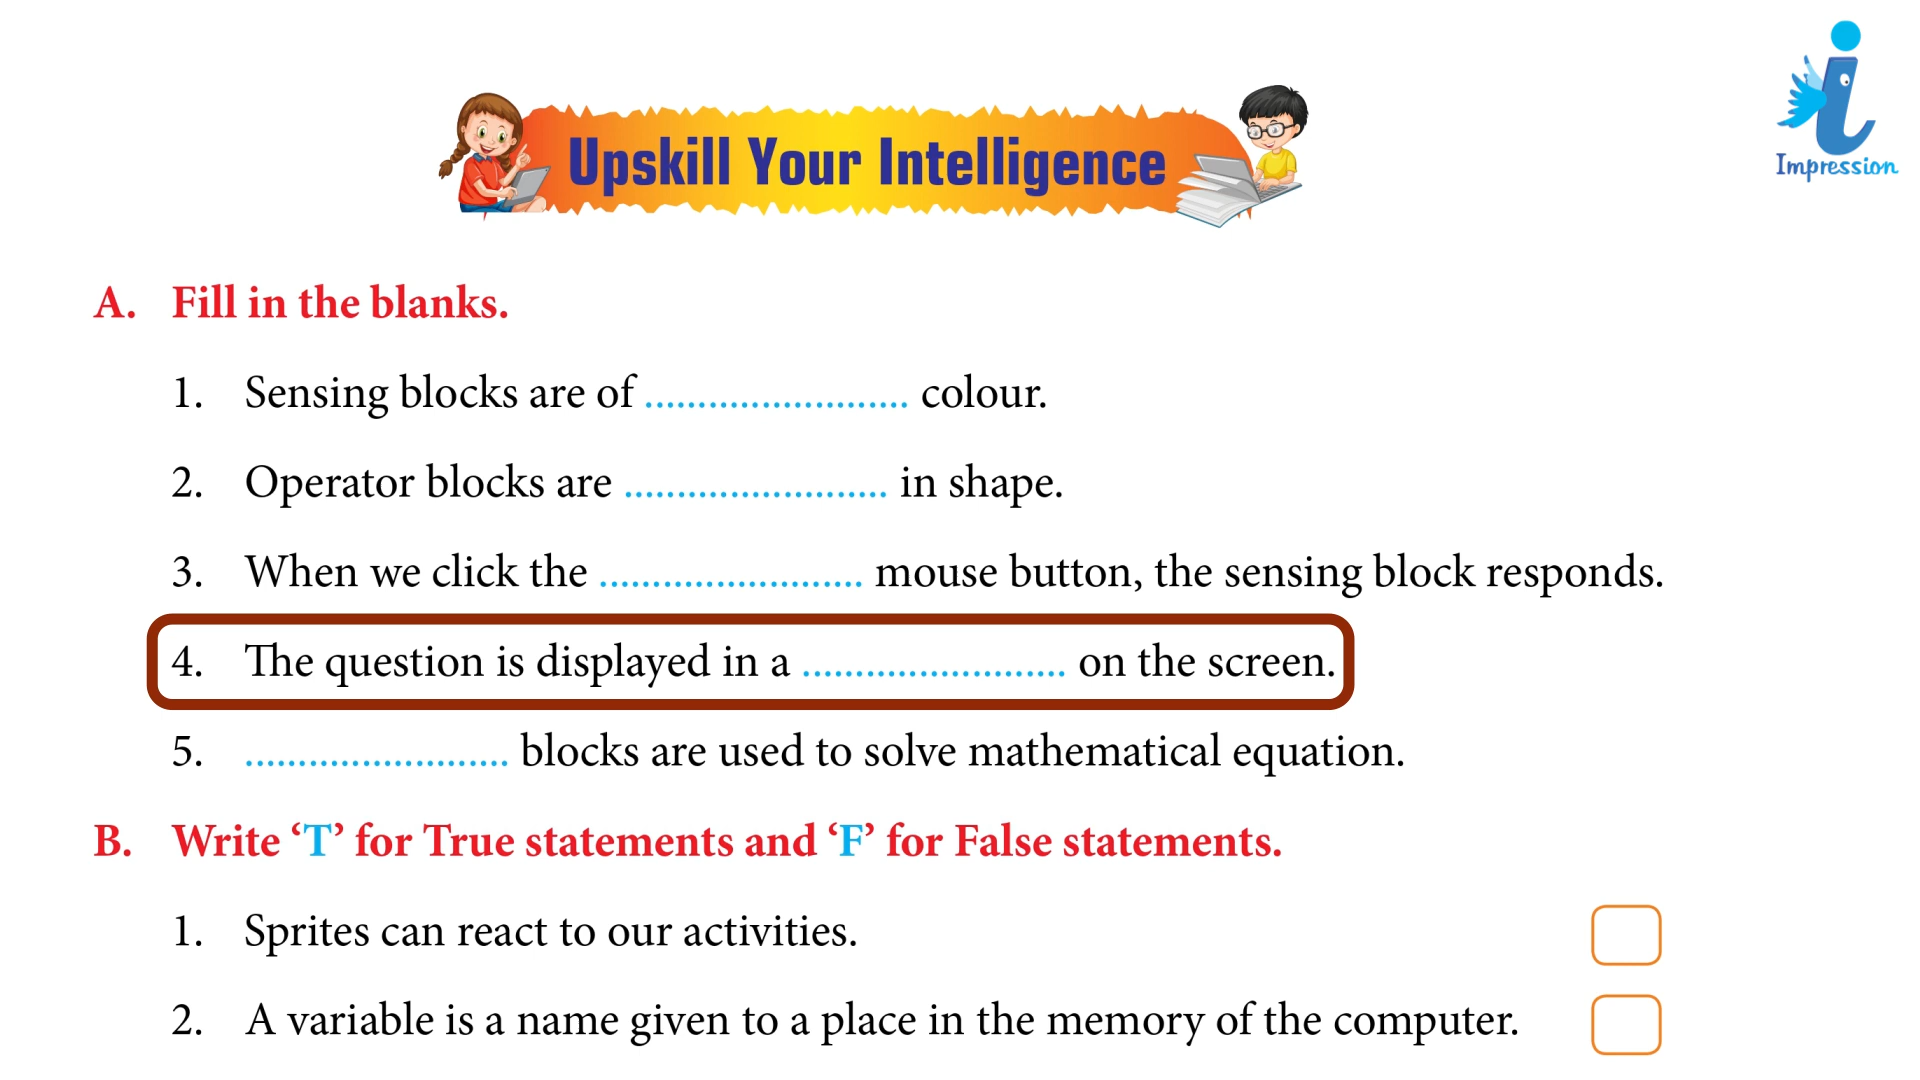 Impression
Upskill Your Intelligence
A. Fill in the blanks.
1. Sensing blocks are of ......................... colour.
2. Operator blocks are ......................... in shape.
3. When we click the ......................... mouse button, the sensing block responds.
4. The question is displayed in a ......................... on the screen.
5. ......................... blocks are used to solve mathematical equation.
B. Write ‘T’ for True statements and ‘F’ for False statements.
1. Sprites can react to our activities.
2. A variable is a name given to a place in the memory of the computer.